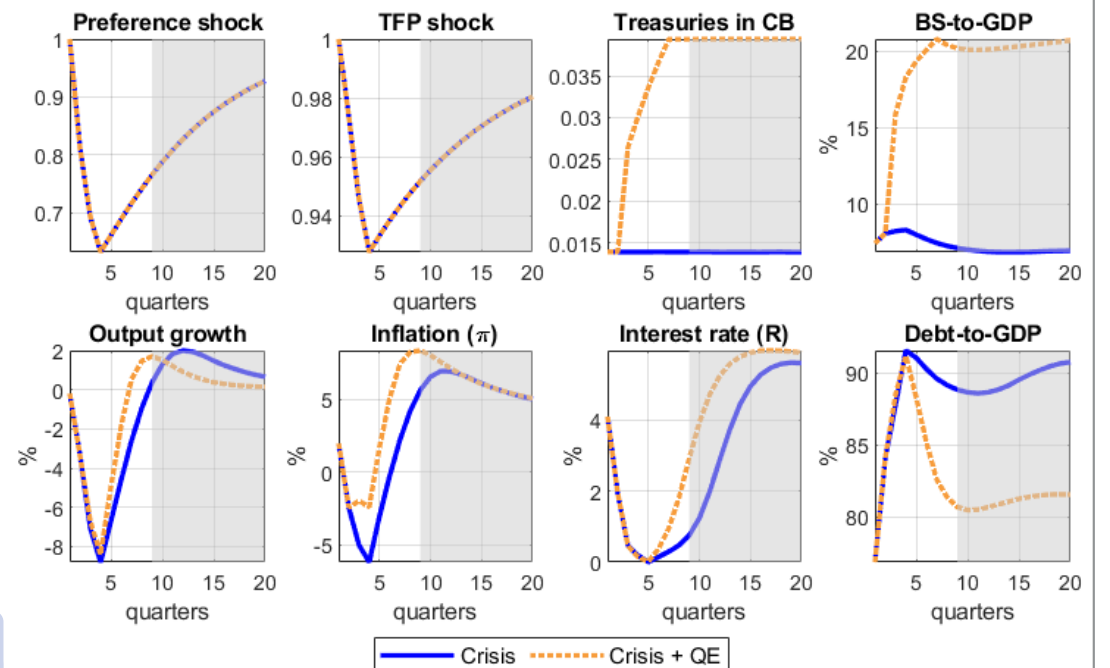 Preference shock
1
0.9
0.8
0.7
5 10 15 20
quarters
TFP shock
1
0.98
0.96
0.94
5 10 15 20
quarters
Treasuries in CB
0.035
0.03
0.025
0.02
0.015
5 10 15 20
quarters
BS-to-GDP
%
20
15
10
5 10 15 20
quarters
Output growth
%
2
0
-2
-4
-6
-8
5 10 15 20
quarters
Inflation (π)
%
5
0
-5
5 10 15 20
quarters
Interest rate (R)
%
4
2
0
5 10 15 20
quarters
Debt-to-GDP
%
90
85
80
5 10 15 20
quarters
Crisis Crisis + QE